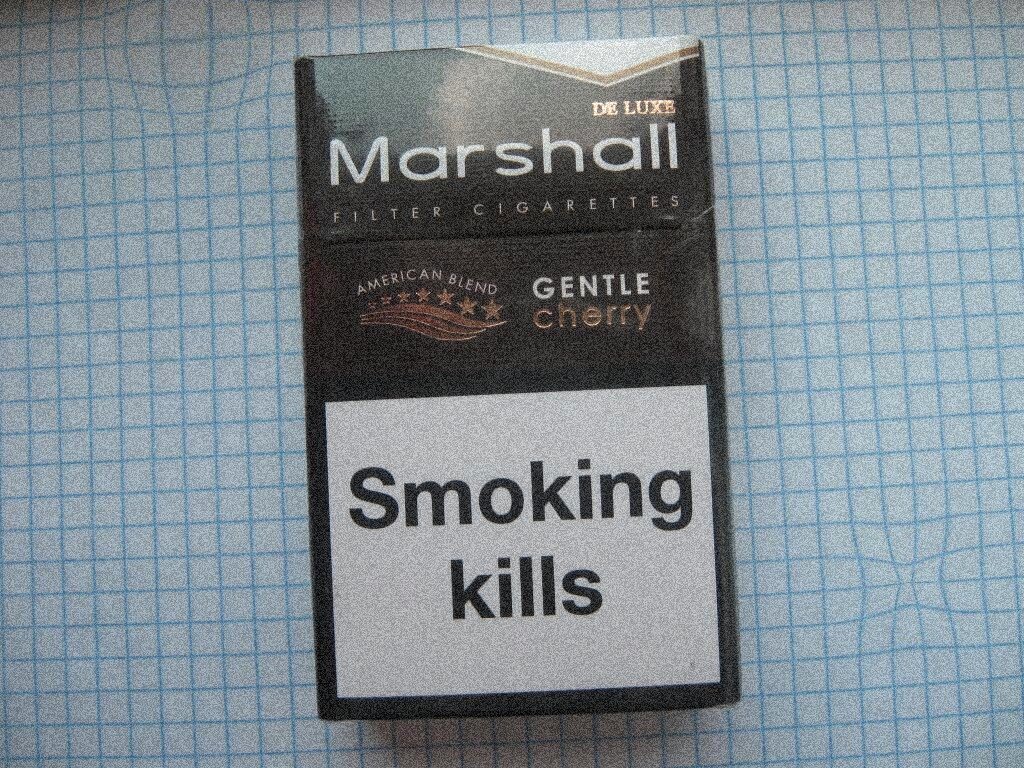 DE LUXE
Marshall
FILTER CIGARETTES
AMERICAN BLEND
GENTLE
cherry
Smoking
kills